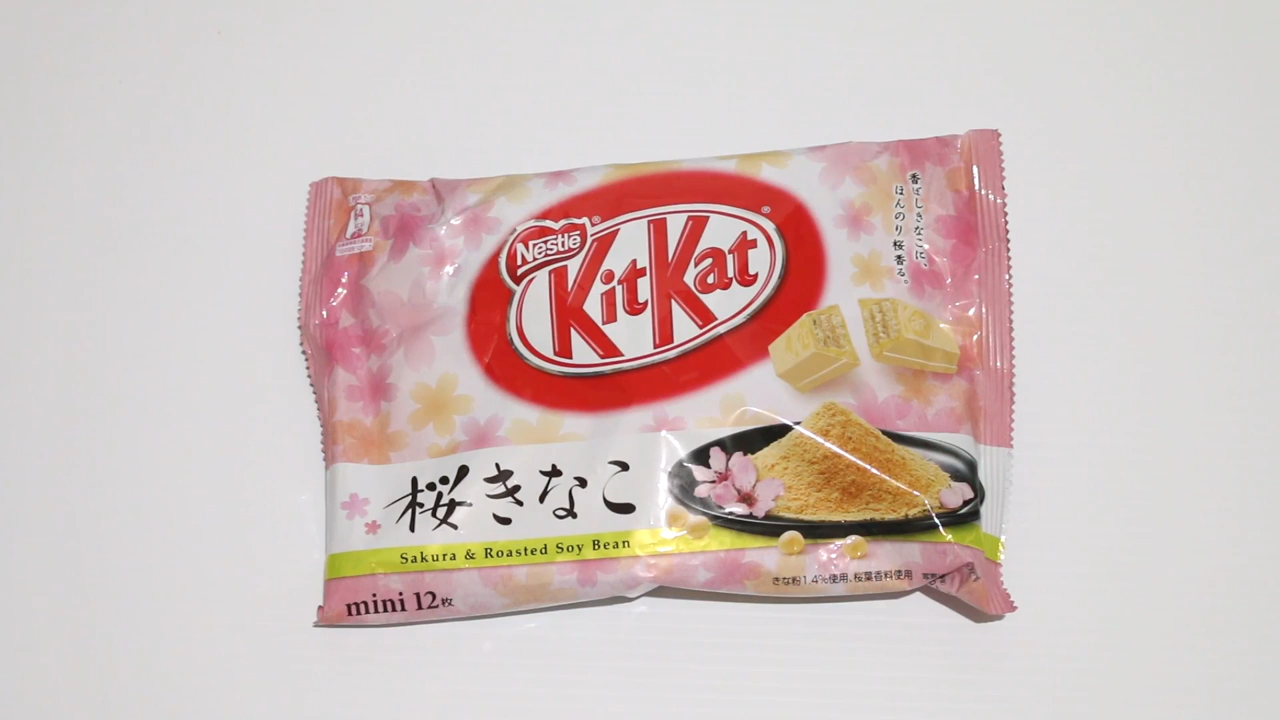 Nestlé
KitKat
香ばしきなこに、
ほんのり桜香る。
桜きなこ
Sakura & Roasted Soy Bean
mini 12枚
きな粉1.4%使用、桜葉香料使用